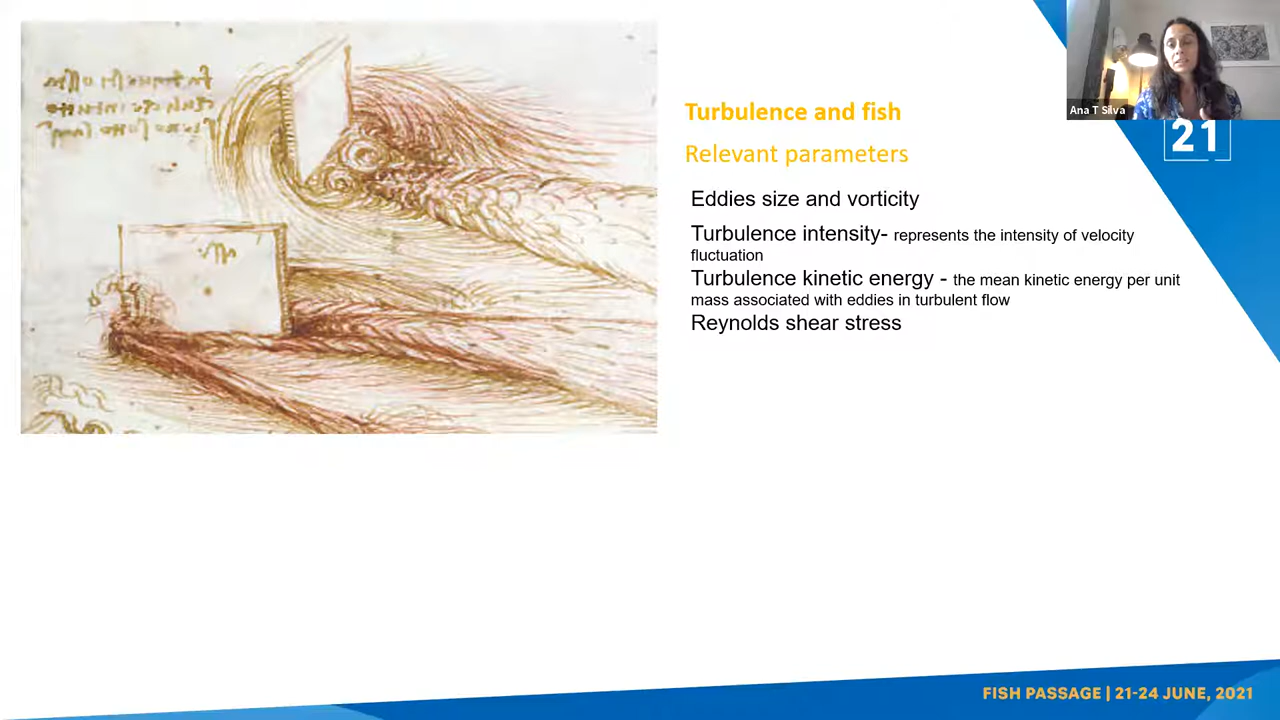 Turbulence and fish
Relevant parameters
Eddies size and vorticity
Turbulence intensity- represents the intensity of velocity
fluctuation
Turbulence kinetic energy - the mean kinetic energy per unit
mass associated with eddies in turbulent flow
Reynolds shear stress
Ana T Silva
21
FISH PASSAGE | 21-24 JUNE, 2021